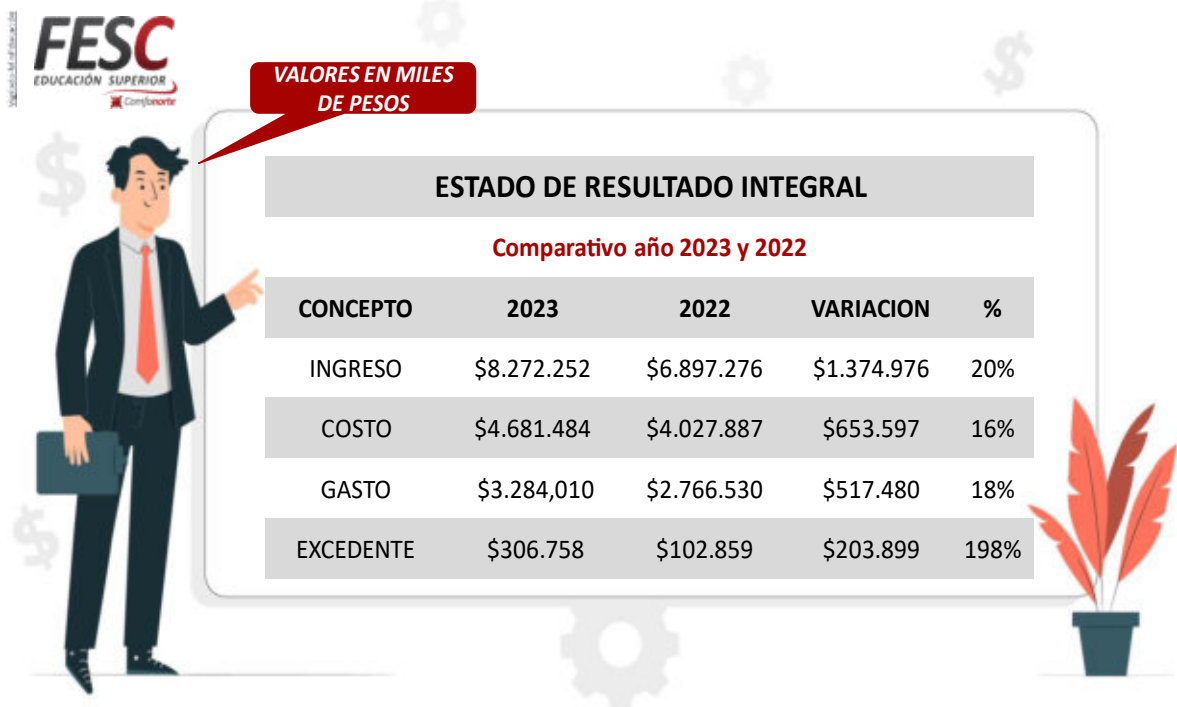 FESC
EDUCACIÓN SUPERIOR
Comfanorte
VALORES EN MILES
DE PESOS
ESTADO DE RESULTADO INTEGRAL
Comparativo año 2023 y 2022
CONCEPTO 2023 2022 VARIACION %
INGRESO $8.272.252 $6.897.276 $1.374.976 20%
COSTO $4.681.484 $4.027.887 $653.597 16%
GASTO $3.284,010 $2.766.530 $517.480 18%
EXCEDENTE $306.758 $102.859 $203.899 198%